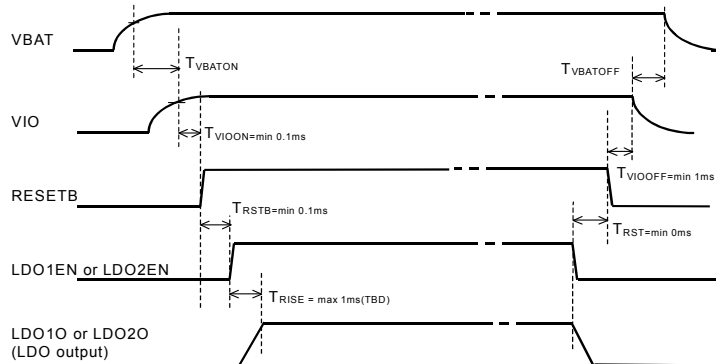 VBAT
TVBATON
TVBATOFF
VIO
TVIOON=min 0.1ms
TVIOOFF=min 1ms
RESETB
TRSTB=min 0.1ms
TRST=min 0ms
LDO1EN or LDO2EN
TRISE = max 1ms(TBD)
LDO1O or LDO2O
(LDO output)